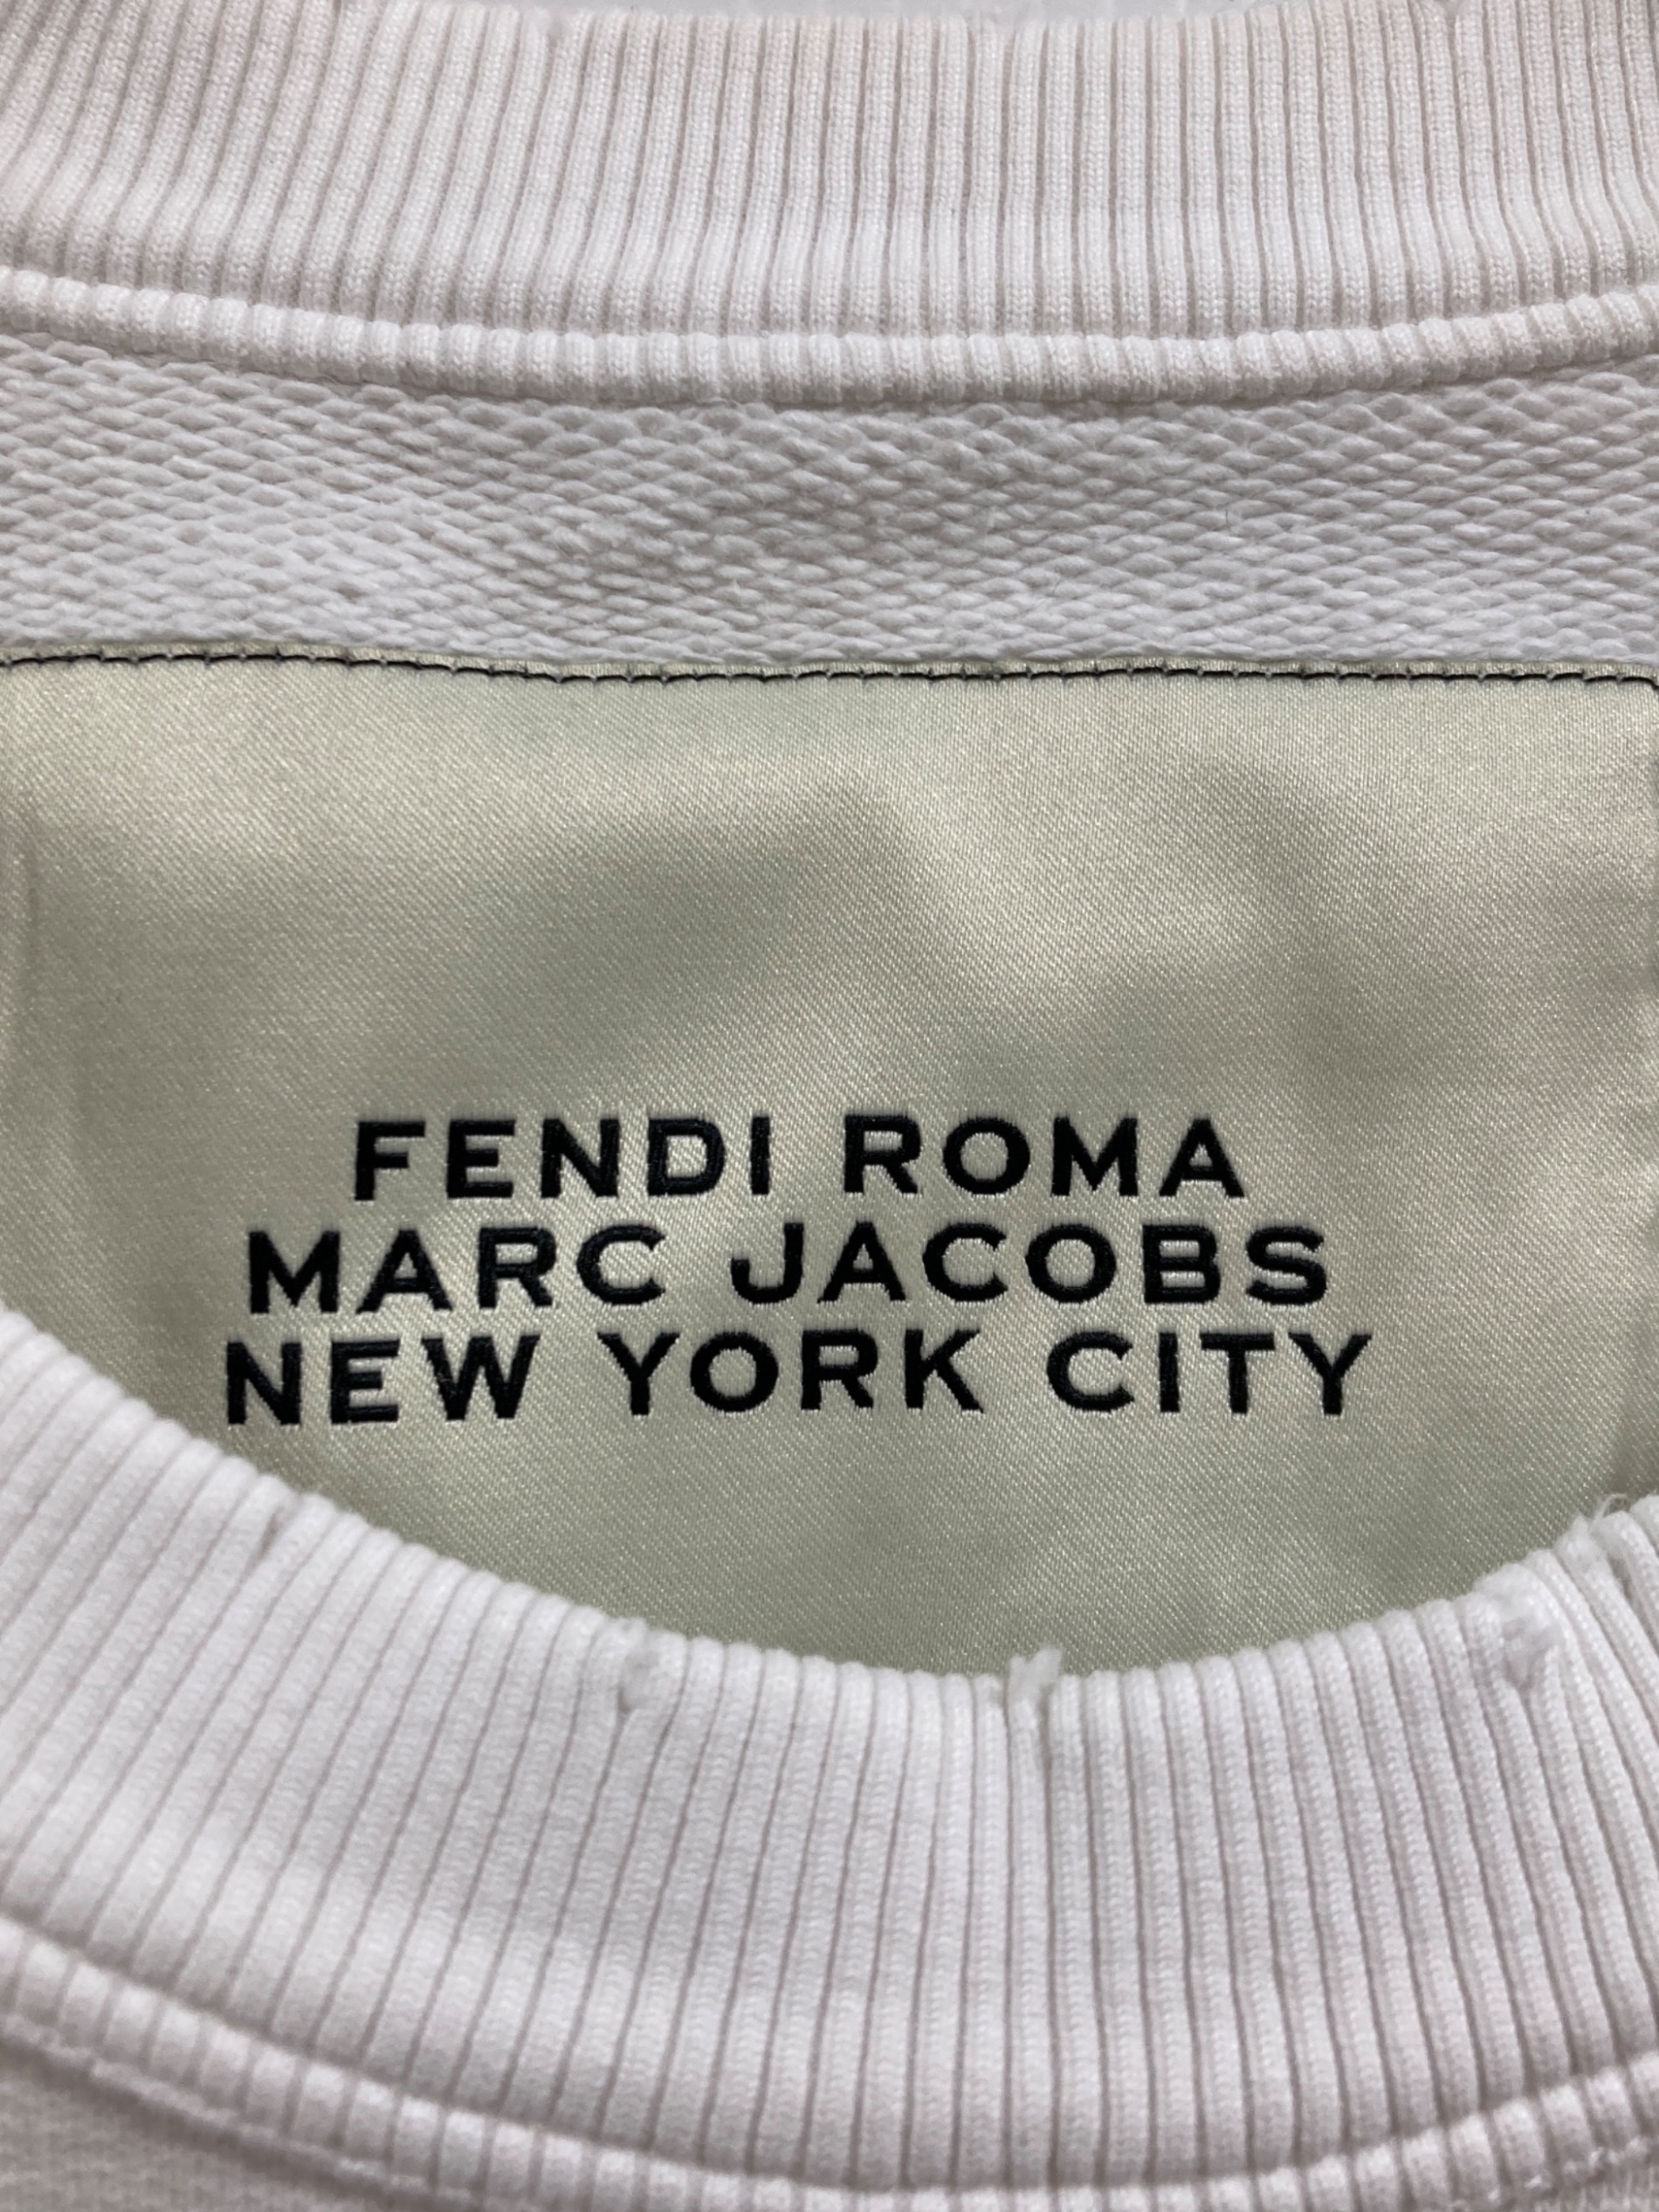 FENDI ROMA
MARC JACOBS
NEW YORK CITY